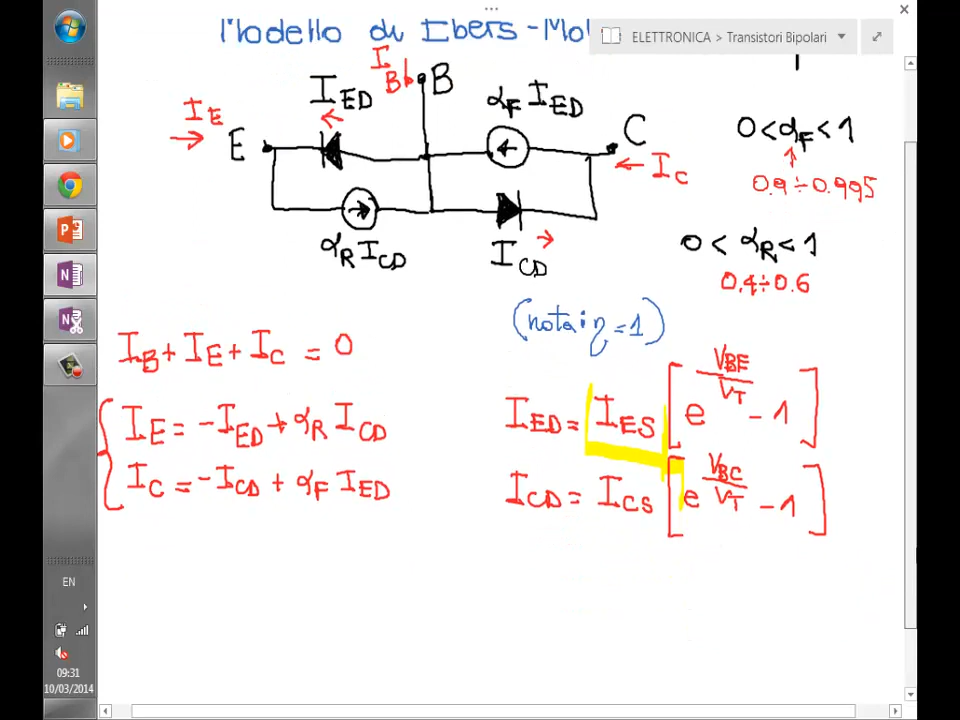 Modello di Ebers-Mol
ELETTRONICA > Transistori Bipolari
I_B
B
I_ED
α_F I_ED
I_E
E
C
I_C
α_R I_CD
I_CD
0 < α_F < 1
0.9 ÷ 0.995
0 < α_R < 1
0.4 ÷ 0.6
(nota in η = 1)
I_B + I_E + I_C = 0
I_E = -I_ED + α_R I_CD
I_C = -I_CD + α_F I_ED
I_ED = I_ES [e^(V_BE/V_T) - 1]
I_CD = I_CS [e^(V_BC/V_T) - 1]
EN
09:31
10/03/2014